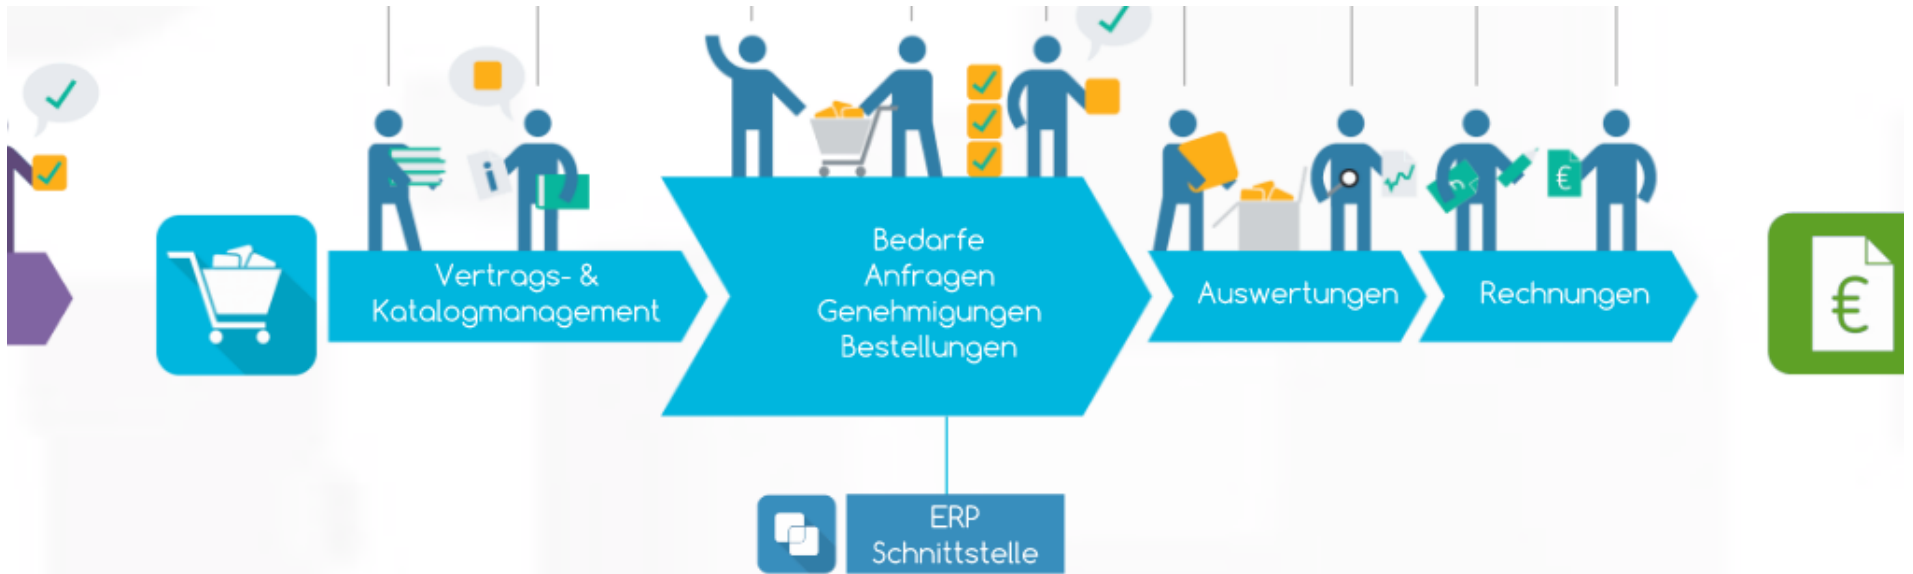 Vertrags- &
Katalogmanagement
Bedarfe
Anfragen
Genehmigungen
Bestellungen
Auswertungen
Rechnungen
i
€
€
ERP
Schnittstelle